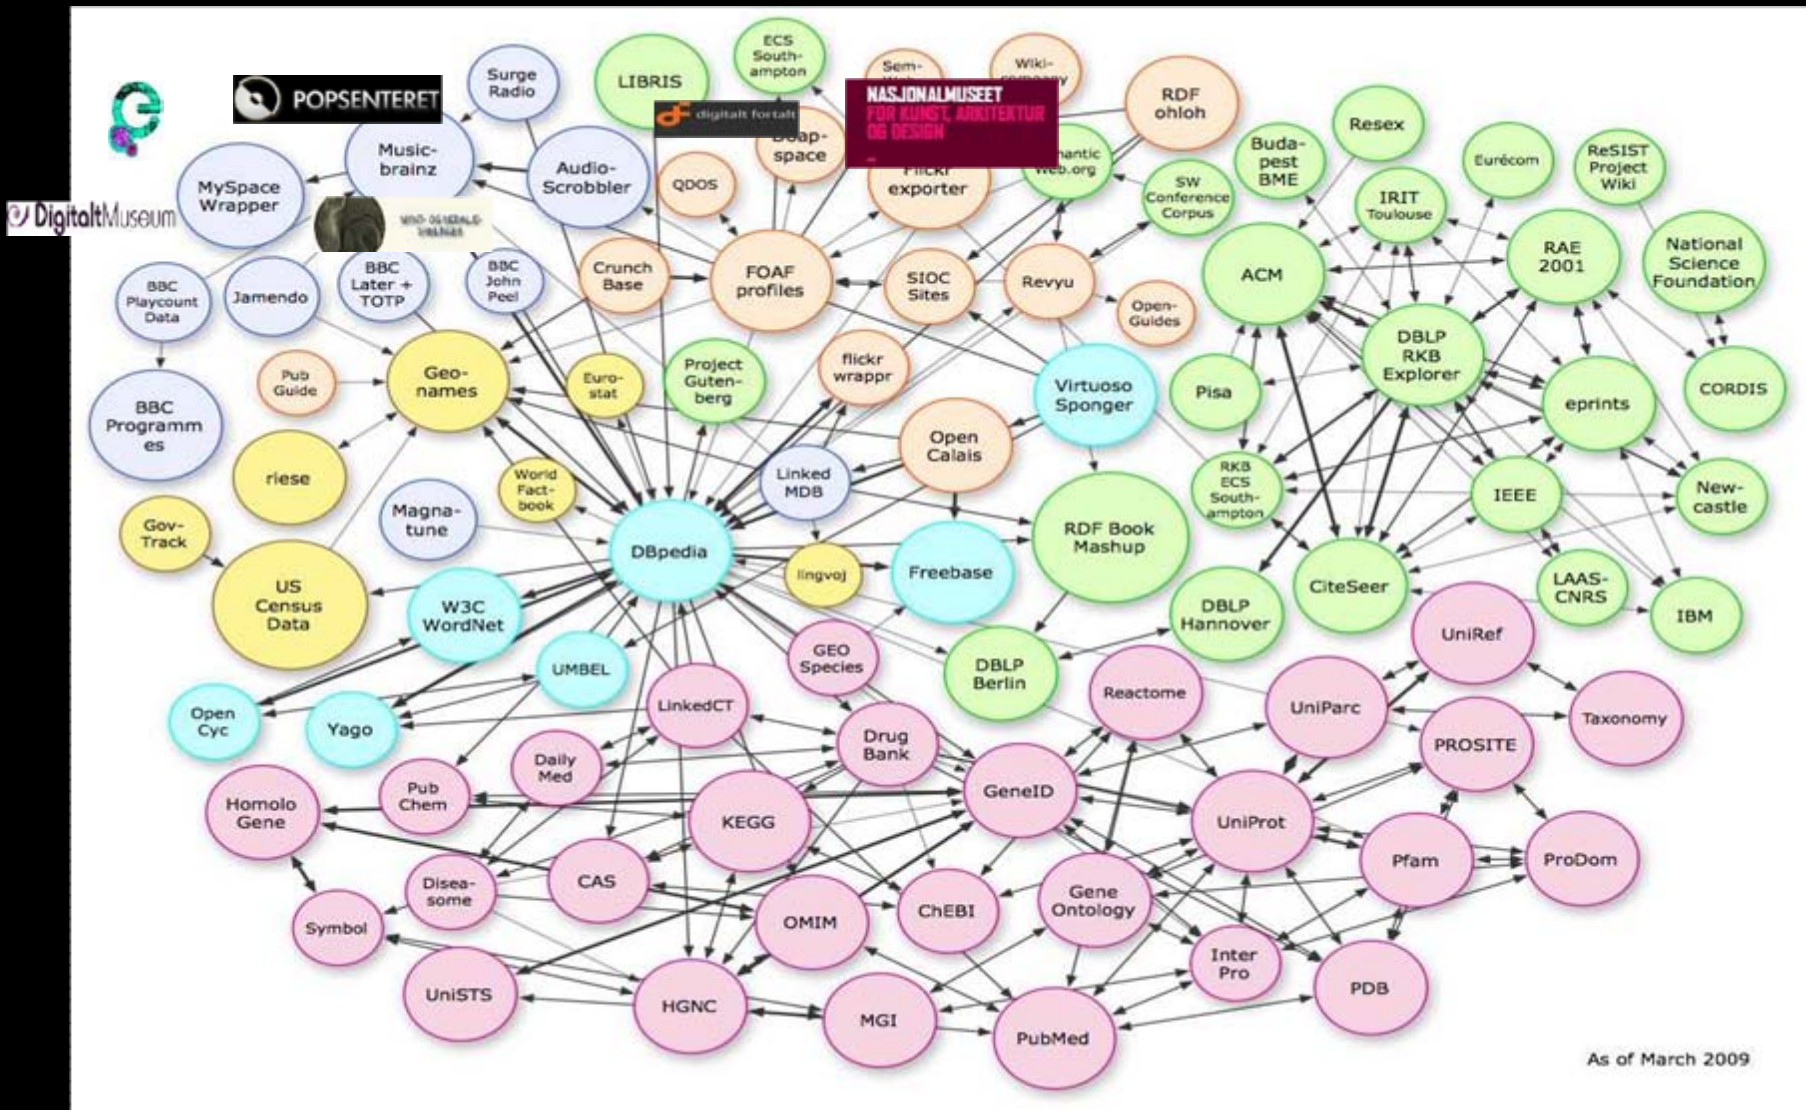 ECS
South-
ampton
Surge
Radio
LIBRIS
Sem-
Wiki-
RDF
ohloh
POPSENTERET
digitalt fortalt
NASJONALMUSEET
FOR KUNST, ARKITEKTUR
OG DESIGN
Resex
Music-
brainz
Audio-
Scrobbler
space
Flickr
exporter
Web.org
Buda-
pest
BME
Eurécom
ReSIST
Project
Wiki
MySpace
Wrapper
QDOS
SW
Conference
Corpus
IRIT
Toulouse
DigitaltMuseum
RAE
2001
National
Science
Foundation
BBC
Playcount
Data
Jamendo
BBC
Later +
TOTP
BBC
John
Peel
Crunch
Base
FOAF
profiles
SIOC
Sites
Revyu
Open-
Guides
ACM
DBLP
RKB
Explorer
Pub
Guide
Geo-
names
Euro-
stat
Project
Guten-
berg
flickr
wrappr
Virtuoso
Sponger
Pisa
eprints
CORDIS
BBC
Programm
es
riese
World
Fact-
book
Linked
MDB
Open
Calais
RKB
ECS
South-
ampton
IEEE
New-
castle
Gov-
Track
Magna-
tune
DBpedia
lingvoj
Freebase
RDF Book
Mashup
US
Census
Data
W3C
WordNet
DBLP
Hannover
CiteSeer
LAAS-
CNRS
IBM
UMBEL
GEO
Species
DBLP
Berlin
UniRef
Open
Cyc
Yago
LinkedCT
Reactome
UniParc
Taxonomy
Daily
Med
Drug
Bank
PROSITE
Homolo
Gene
Pub
Chem
KEGG
GeneID
UniProt
Pfam
ProDom
Disea-
some
CAS
OMIM
ChEBI
Gene
Ontology
Symbol
Inter
Pro
UniSTS
HGNC
MGI
PubMed
PDB
As of March 2009